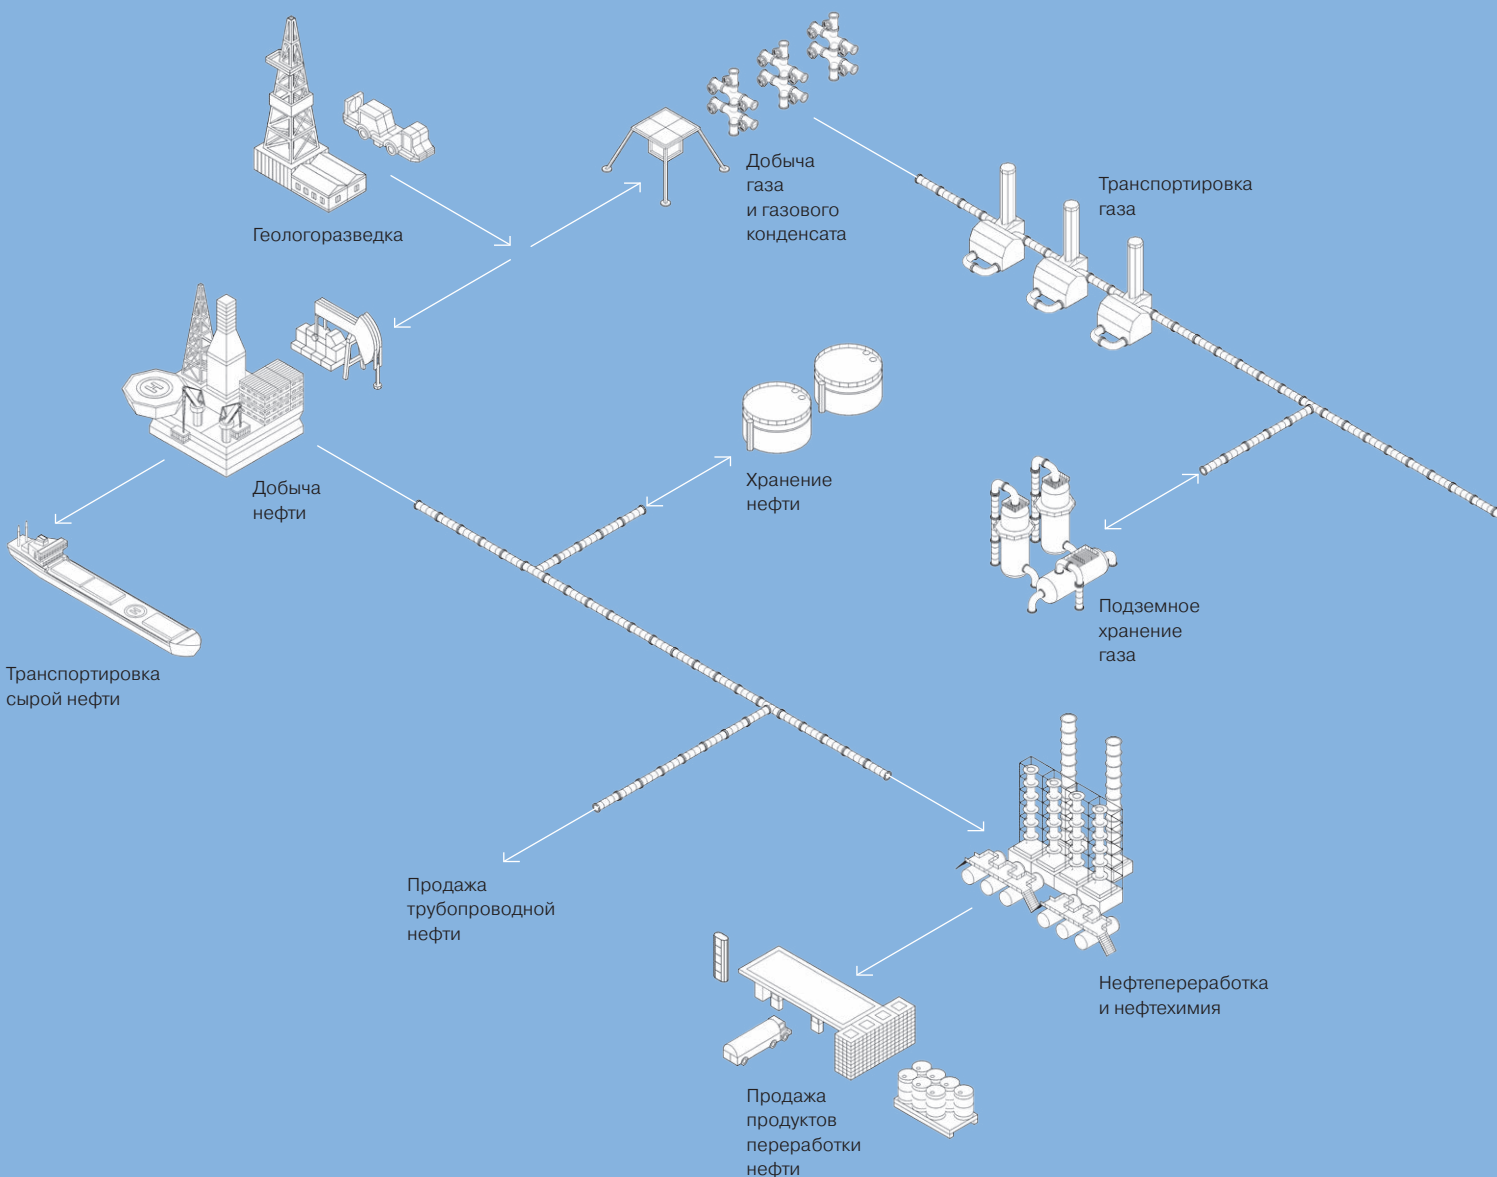 Геологоразведка
Добыча
газа
и газового
конденсата
Транспортировка
газа
Добыча
нефти
Хранение
нефти
Подземное
хранение
газа
Транспортировка
сырой нефти
Продажа
трубопроводной
нефти
Нефтепереработка
и нефтехимия
Продажа
продуктов
переработки
нефти